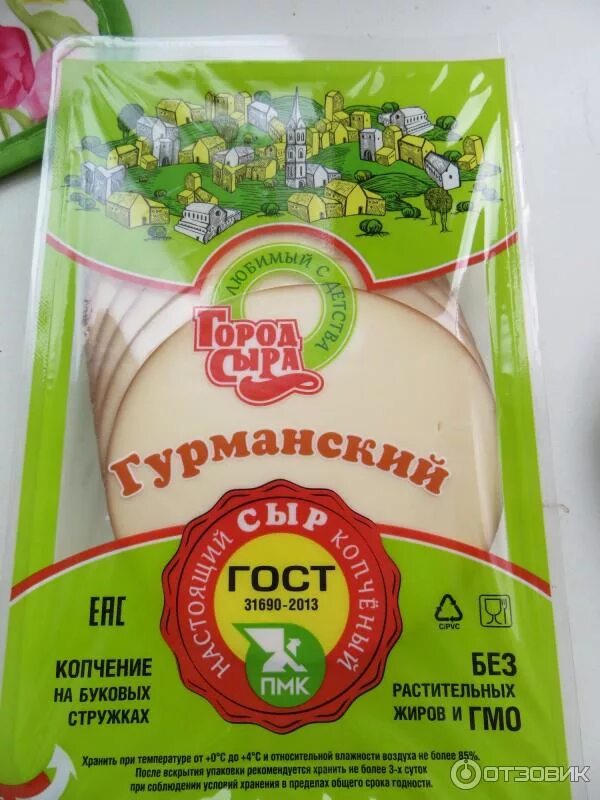 ЛЮБИМЫЙ С ДЕТСТВА
ГОРОД
СЫРА
Гурманский
НАСТОЯЩИЙ СЫР КОПЧЁНЫЙ
ГОСТ
31690-2013
ПМК
ЕАС
КОПЧЕНИЕ
НА БУКОВЫХ
СТРУЖКАХ
C/PVC
БЕЗ
РАСТИТЕЛЬНЫХ
ЖИРОВ И ГМО
Хранить при температуре от +0°С до +4°С и относительной влажности воздуха не более 85%.
После вскрытия упаковки рекомендуется хранить не более 3-х суток
при соблюдении условий хранения в пределах общего срока годности.
ОТЗОВИК